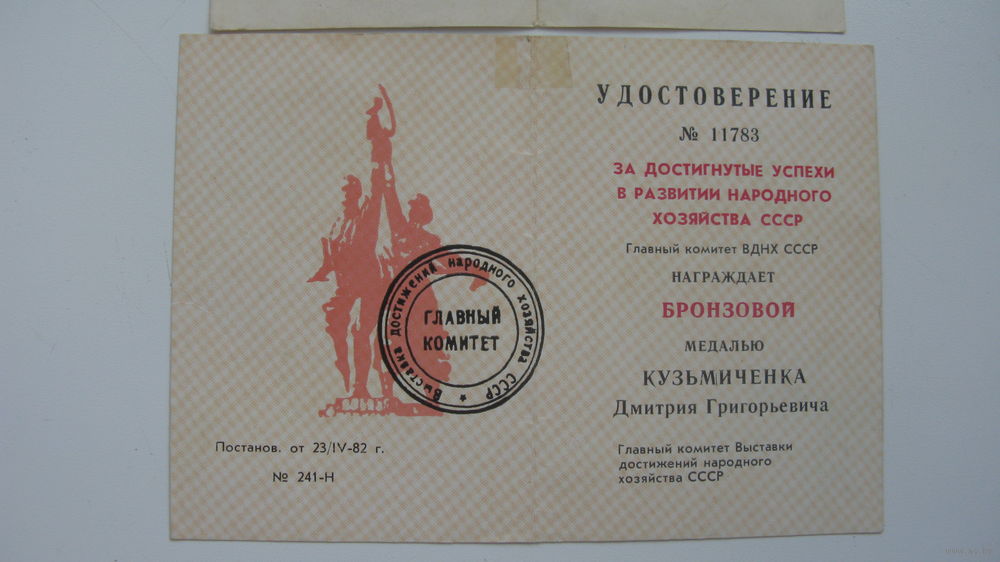 Постанов. от 23/IV-82 г.
№ 241-Н
Выставка достижений народного хозяйства СССР
ГЛАВНЫЙ
КОМИТЕТ
УДОСТОВЕРЕНИЕ
№ 11783
ЗА ДОСТИГНУТЫЕ УСПЕХИ
В РАЗВИТИИ НАРОДНОГО
ХОЗЯЙСТВА СССР
Главный комитет ВДНХ СССР
НАГРАЖДАЕТ
БРОНЗОВОЙ
МЕДАЛЬЮ
КУЗЬМИЧЕНКА
Дмитрия Григорьевича
Главный комитет Выставки
достижений народного
хозяйства СССР